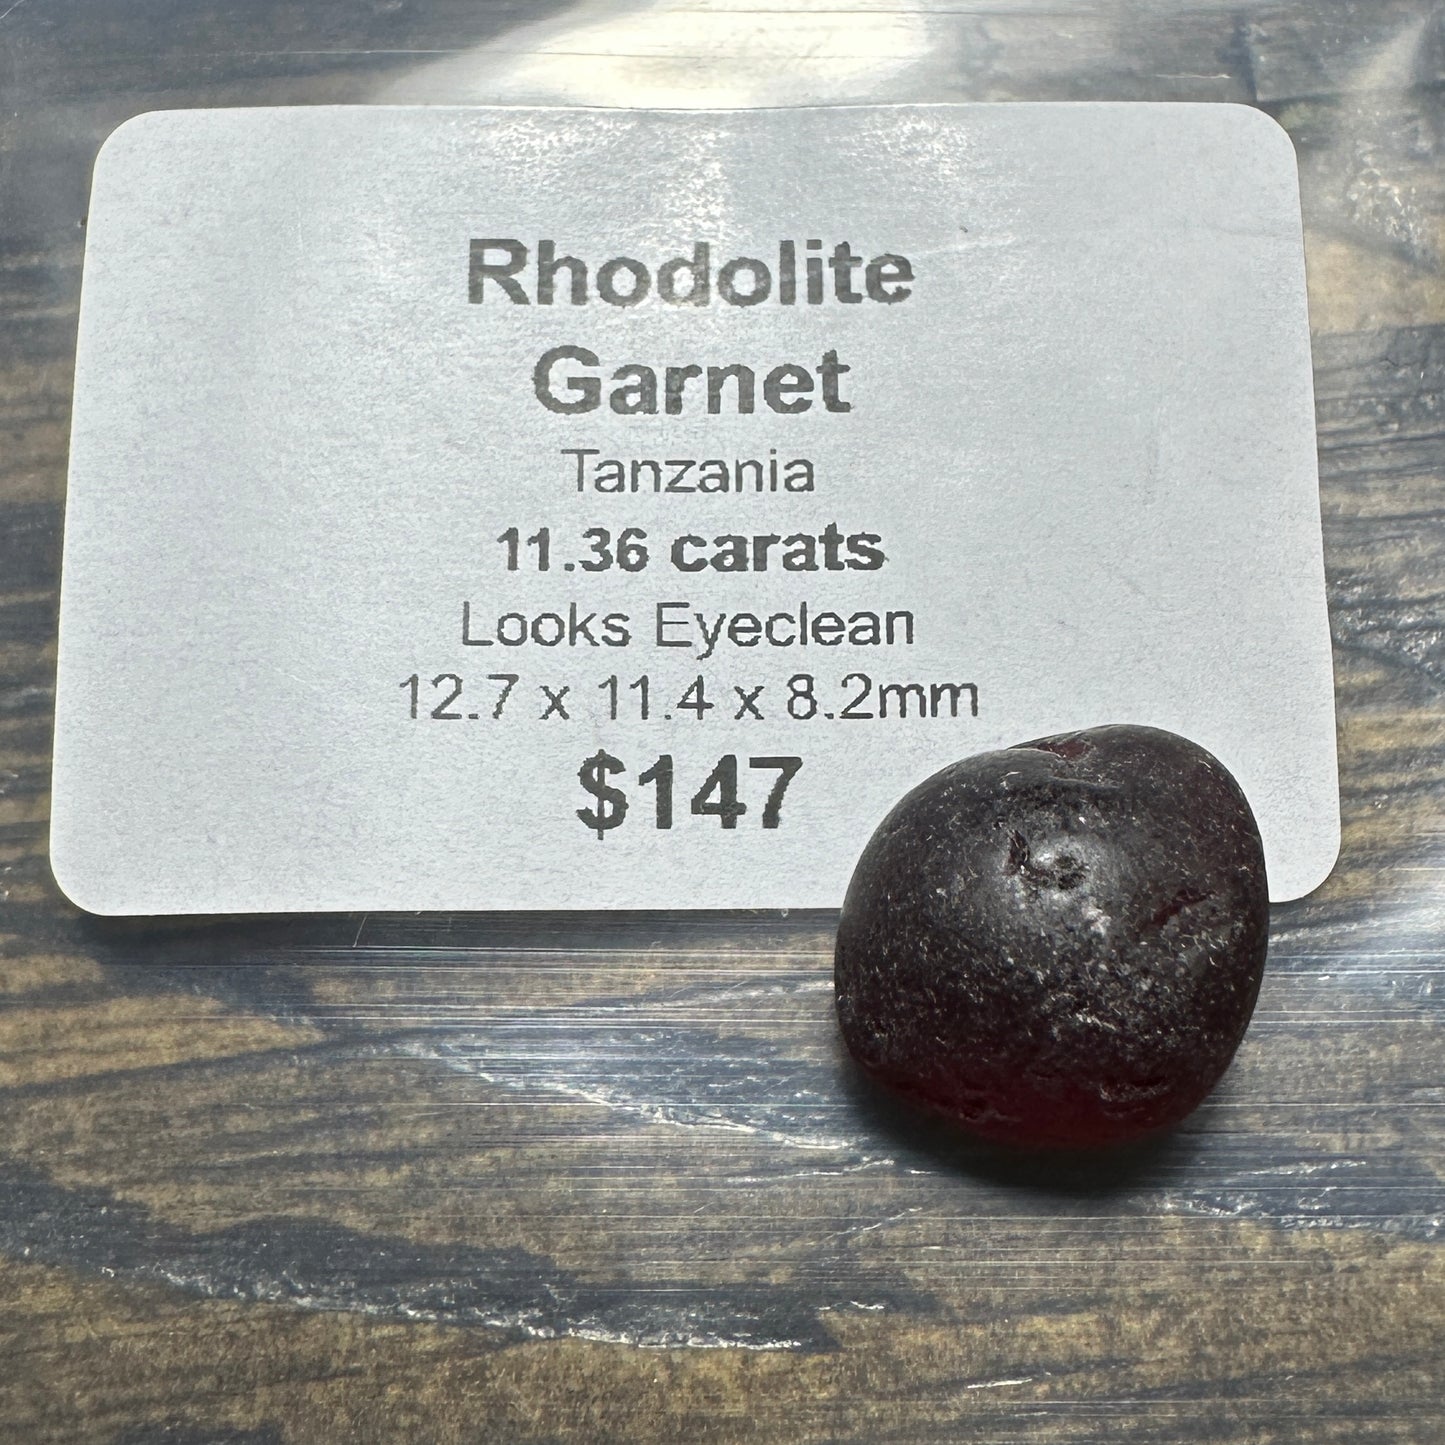 Rhodolite
Garnet
Tanzania
11.36 carats
Looks Eyeclean
12.7 x 11.4 x 8.2mm
$147